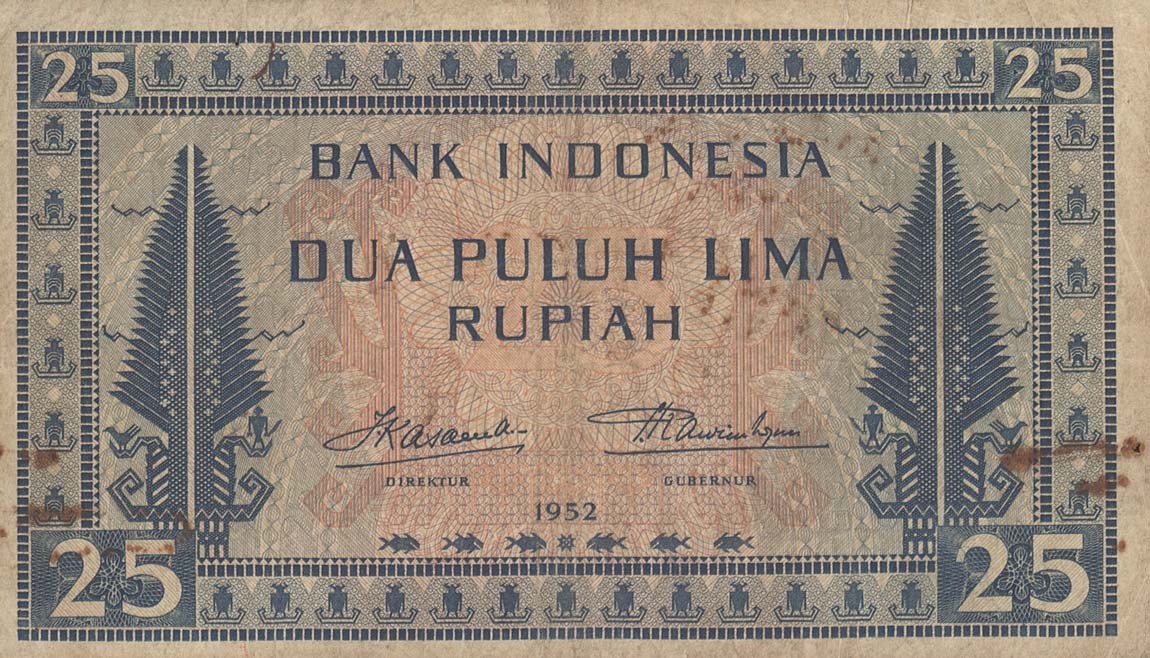 25 25
BANK INDONESIA
DUA PULUH LIMA
RUPIAH
DIREKTUR GUBERNUR
1952
25 25